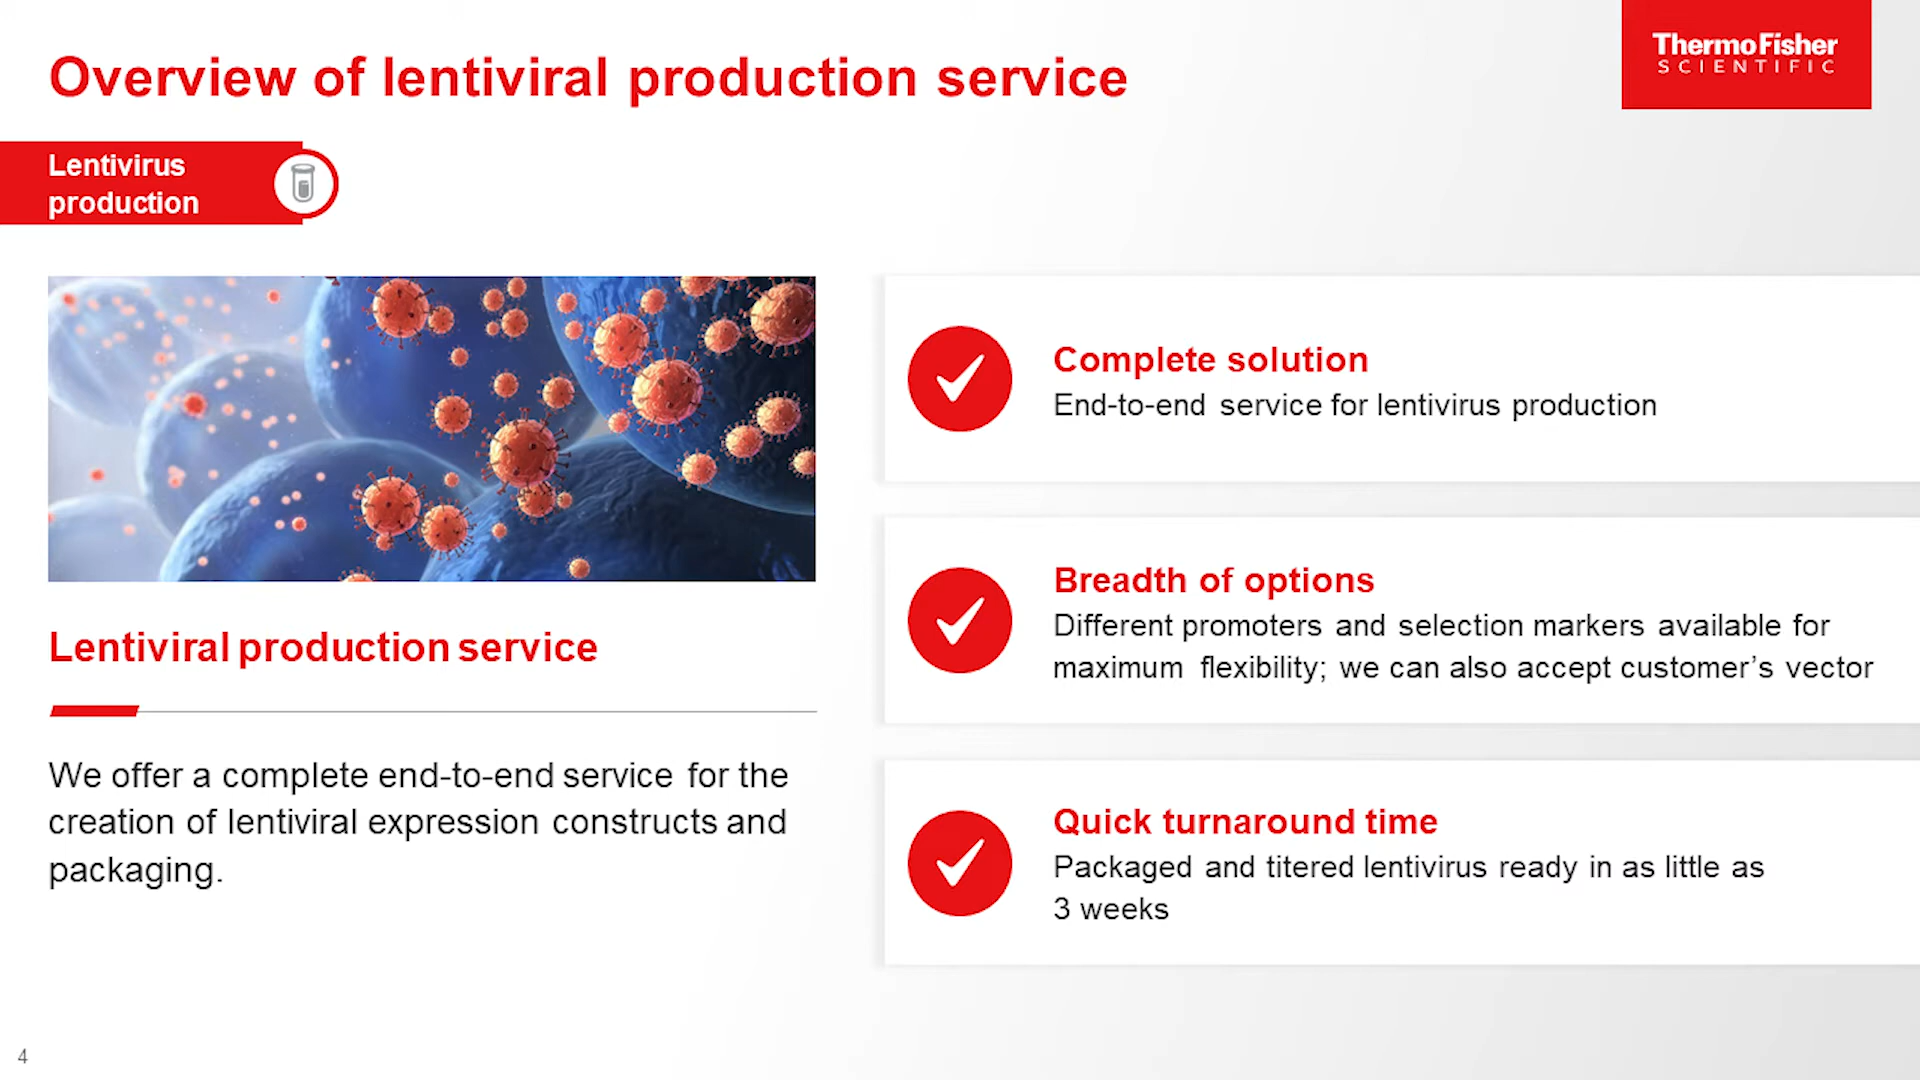 Overview of lentiviral production service
ThermoFisher
SCIENTIFIC
Lentivirus
production
Lentiviral production service
We offer a complete end-to-end service for the
creation of lentiviral expression constructs and
packaging.
Complete solution
End-to-end service for lentivirus production
Breadth of options
Different promoters and selection markers available for
maximum flexibility; we can also accept customer’s vector
Quick turnaround time
Packaged and titered lentivirus ready in as little as
3 weeks
4